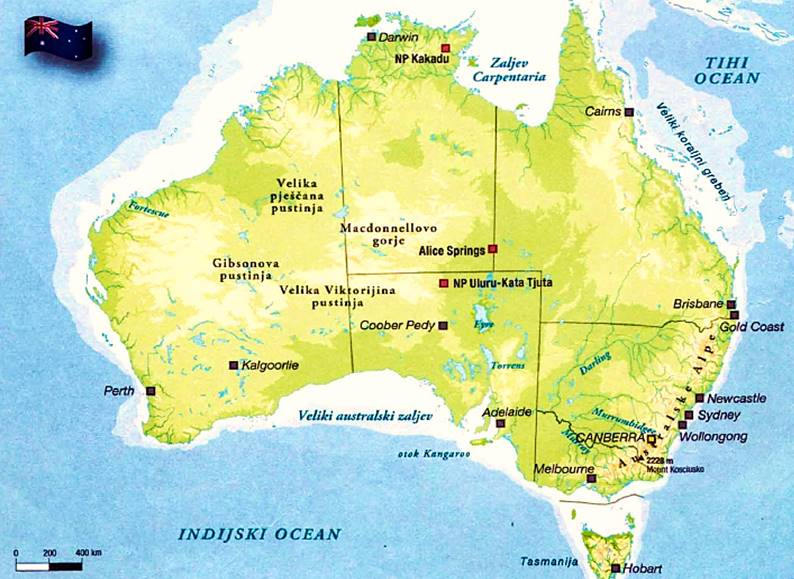 Darwin
NP Kakadu
Zaljev
Carpentaria
TIHI
OCEAN
Cairns
Veliki koraljni greben
Velika
pješčana
pustinja
Fortescue
Macdonnellovo
gorje
Alice Springs
Gibsonova
pustinja
Velika Viktorijina
pustinja
NP Uluru-Kata Tjuta
Coober Pedy
Eyre
Brisbane
Gold Coast
Kalgoorlie
Torrens
Darling
Perth
Australske Alpe
Newcastle
Veliki australski zaljev
Adelaide
Murrumbidgee
Sydney
CANBERRA
Murray
Wollongong
otok Kangaroo
2228 m
Mount Kosciusko
Melbourne
INDIJSKI OCEAN
0 200 400 km
Tasmanija
Hobart